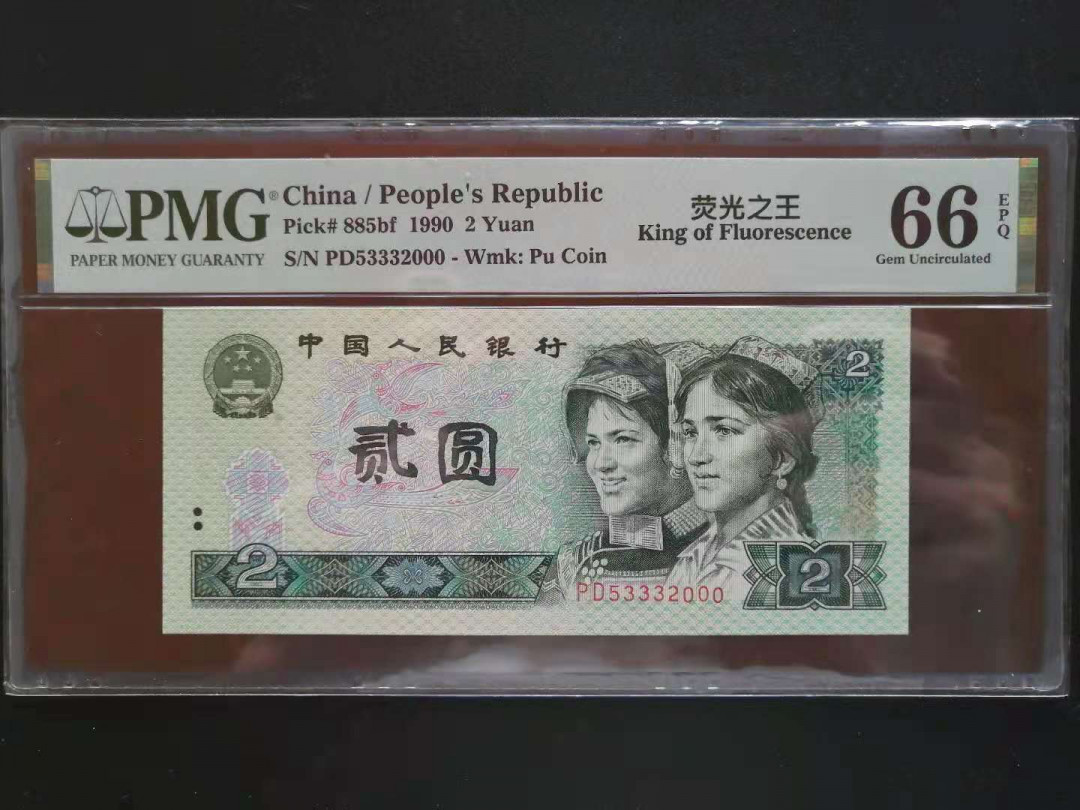 PMG®
PAPER MONEY GUARANTY
China / People's Republic
Pick# 885bf 1990 2 Yuan
S/N PD53332000 - Wmk: Pu Coin
荧光之王
King of Fluorescence
66
EPQ
Gem Uncirculated
中国人民银行
2
贰圆
2
PD53332000
2